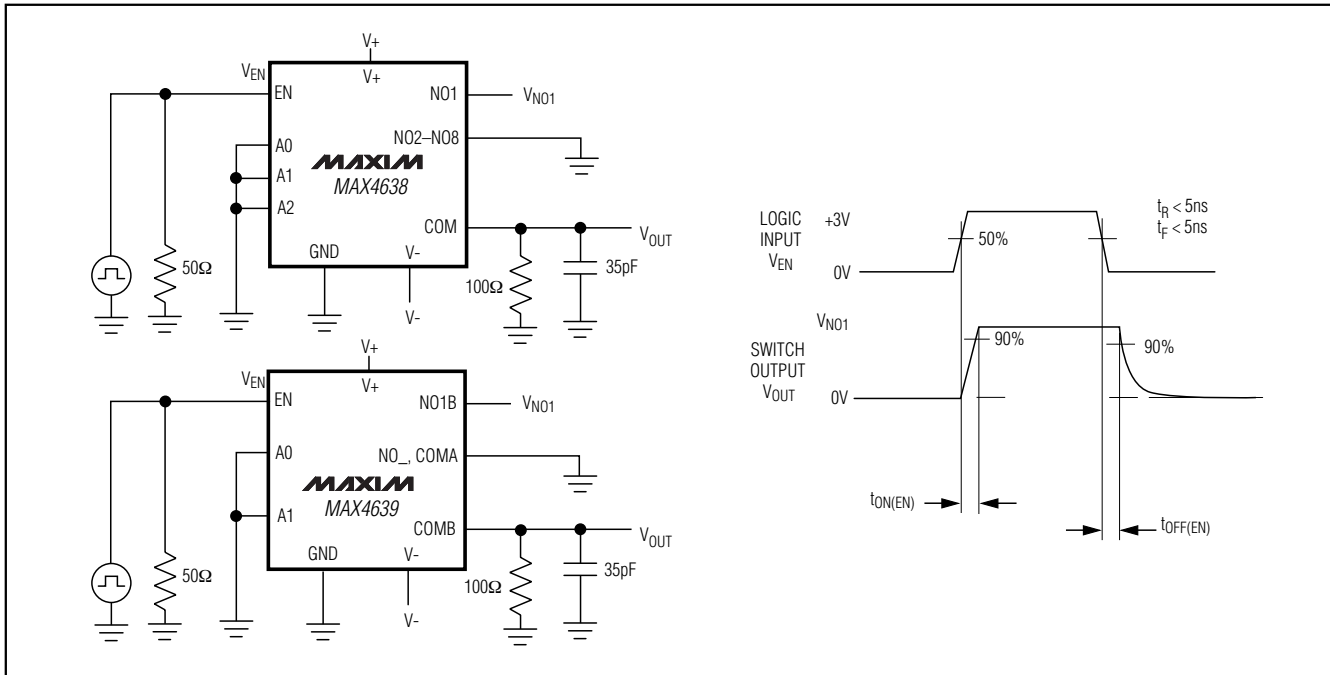 V+
V+
VEN
EN
NO1
VNO1
NO2–NO8
A0
A1
A2
MAXIM
MAX4638
COM
VOUT
GND
V-
V-
50Ω
100Ω
35pF
V+
V+
VEN
EN
NO1B
VNO1
NO_, COMA
A0
A1
MAXIM
MAX4639
COMB
VOUT
GND
V-
V-
50Ω
100Ω
35pF
LOGIC
INPUT
VEN
+3V
0V
50%
tR < 5ns
tF < 5ns
VNO1
SWITCH
OUTPUT
VOUT
0V
90%
90%
tON(EN)
tOFF(EN)